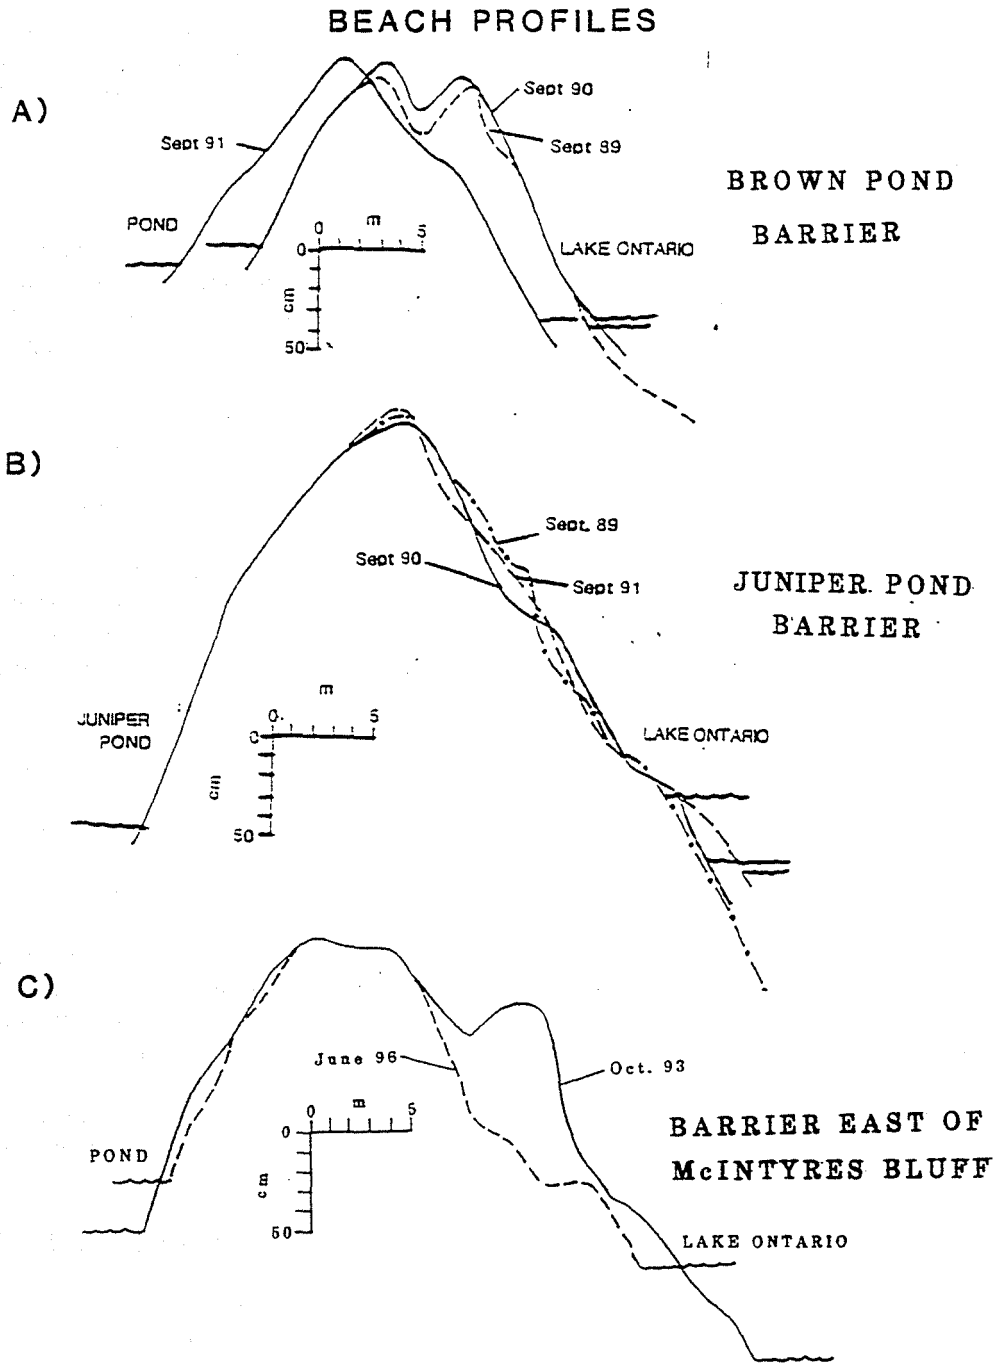 BEACH PROFILES
A)
Sept 90
Sept 91
Sept 89
BROWN POND
BARRIER
POND
m
0 5
0
cm
50
LAKE ONTARIO
B)
Sept. 89
Sept 90
Sept 91
JUNIPER POND
BARRIER
JUNIPER
POND
m
0 5
0
cm
50
LAKE ONTARIO
C)
June 96
Oct. 93
m
0 5
0
cm
50
POND
BARRIER EAST OF
McINTYRES BLUFF
LAKE ONTARIO